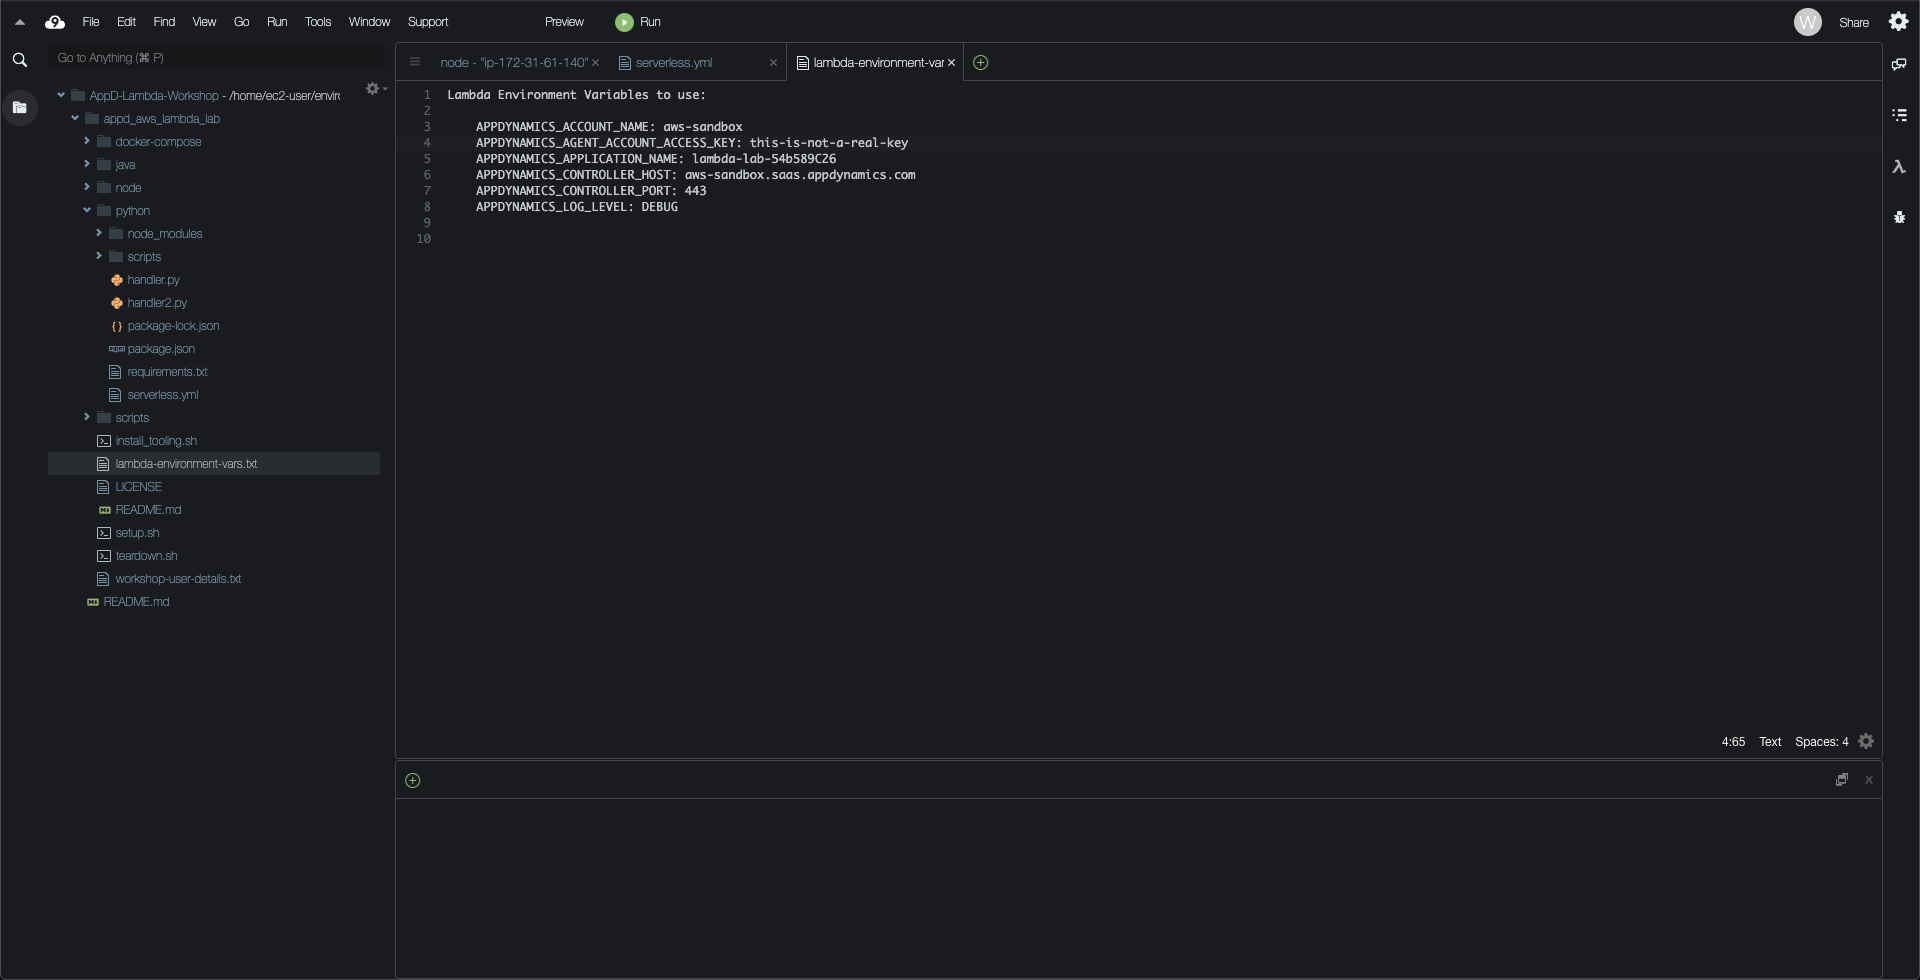 File Edit Find View Go Run Tools Window Support Preview Run W Share
Go to Anything (⌘ P)
node - "ip-172-31-61-140" serverless.yml lambda-environment-var
AppD-Lambda-Workshop - /home/ec2-user/enviro
appd_aws_lambda_lab
docker-compose
java
node
python
node_modules
scripts
handler.py
handler2.py
package-lock.json
package.json
requirements.txt
serverless.yml
scripts
install_tooling.sh
lambda-environment-vars.txt
LICENSE
README.md
setup.sh
teardown.sh
workshop-user-details.txt
README.md
1 Lambda Environment Variables to use:
2
3 APPDYNAMICS_ACCOUNT_NAME: aws-sandbox
4 APPDYNAMICS_AGENT_ACCOUNT_ACCESS_KEY: this-is-not-a-real-key
5 APPDYNAMICS_APPLICATION_NAME: lambda-lab-54b589C26
6 APPDYNAMICS_CONTROLLER_HOST: aws-sandbox.saas.appdynamics.com
7 APPDYNAMICS_CONTROLLER_PORT: 443
8 APPDYNAMICS_LOG_LEVEL: DEBUG
9
10
4:65 Text Spaces: 4